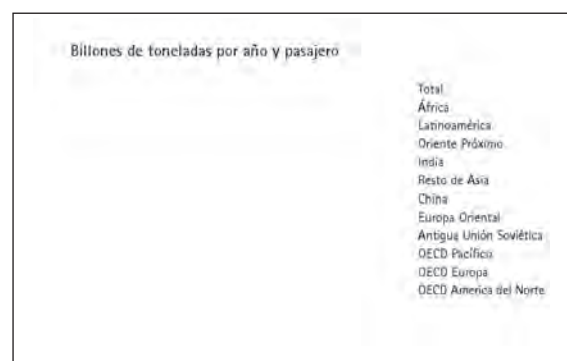 Billones de toneladas por año y pasajero
Total
África
Latinoamérica
Oriente Próximo
India
Resto de Asia
China
Europa Oriental
Antigua Unión Soviética
OECD Pacífico
OECD Europa
OECD America del Norte